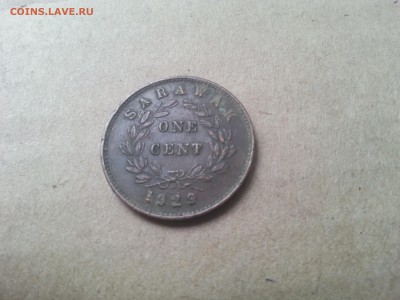 COINS.LAVE.RU
SARAWAK
ONE
CENT